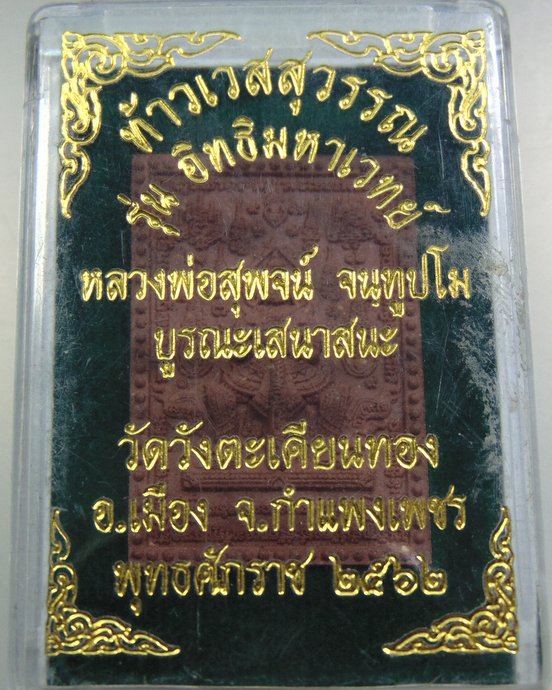 ท้าวเวสสุวรรณ
รุ่น อิทธิมหาเวทย์
หลวงพ่อสุพจน์ จนฺทูปโม
บูรณะเสนาสนะ
วัดวังตะเคียนทอง
อ.เมือง จ.กำแพงเพชร
พุทธศักราช ๒๕๖๒